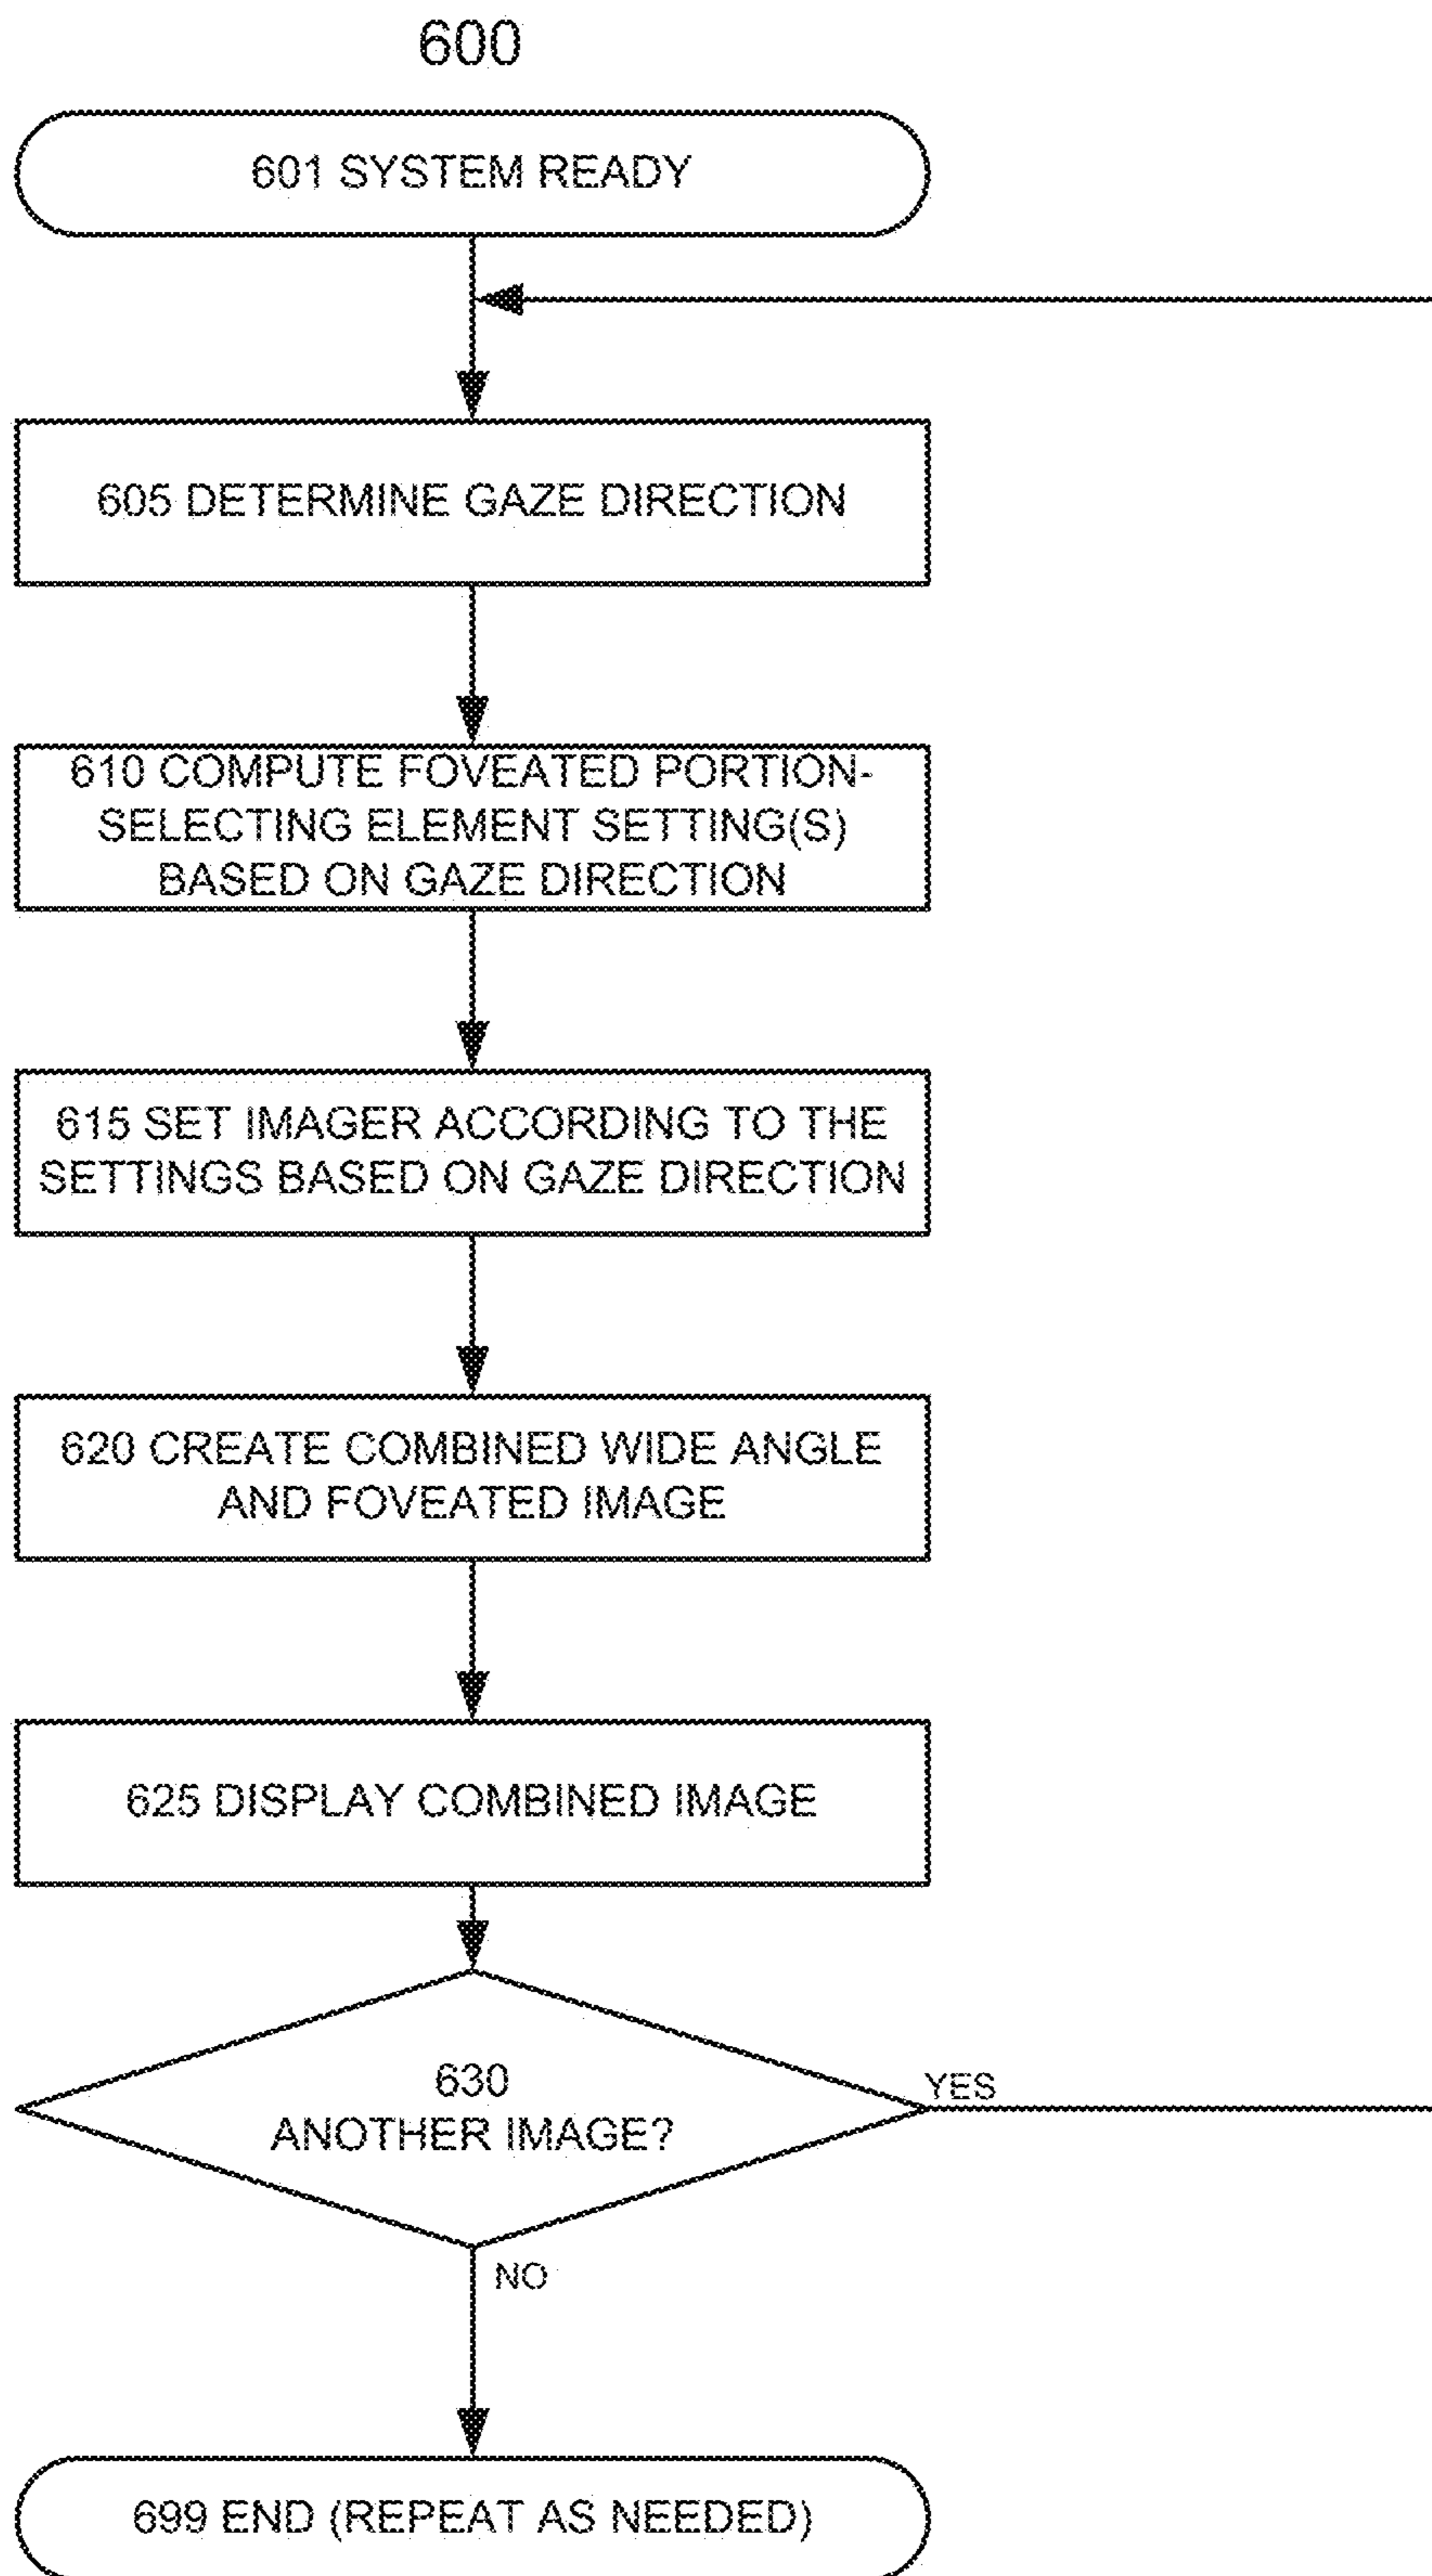 600
601 SYSTEM READY
605 DETERMINE GAZE DIRECTION
610 COMPUTE FOVEATED PORTION-
SELECTING ELEMENT SETTING(S)
BASED ON GAZE DIRECTION
615 SET IMAGER ACCORDING TO THE
SETTINGS BASED ON GAZE DIRECTION
620 CREATE COMBINED WIDE ANGLE
AND FOVEATED IMAGE
625 DISPLAY COMBINED IMAGE
630
ANOTHER IMAGE?
YES
NO
699 END (REPEAT AS NEEDED)